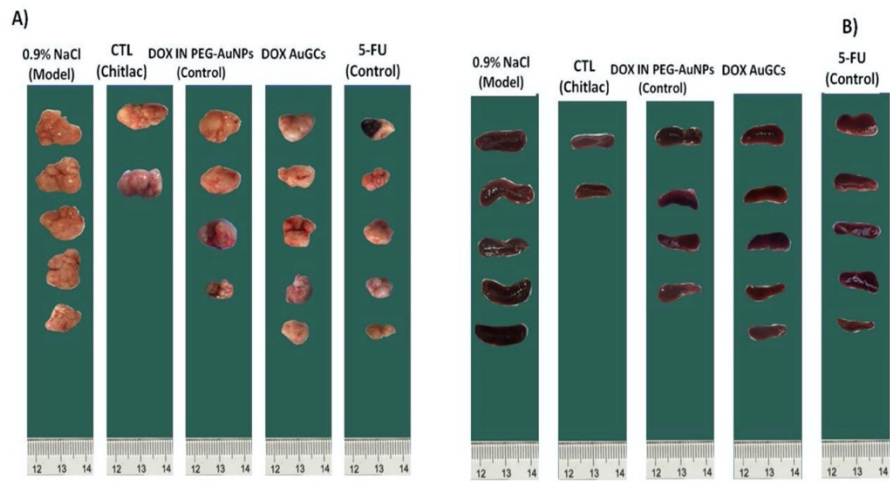 A)
0.9% NaCl
(Model)
CTL
(Chitlac)
DOX IN PEG-AuNPs
(Control)
DOX AuGCs
5-FU
(Control)
12 13 14
12 13 14
12 13 14
12 13 14
12 13 14
B)
0.9% NaCl
(Model)
CTL
(Chitlac)
DOX IN PEG-AuNPs
(Control)
DOX AuGCs
5-FU
(Control)
12 13 14
12 13 14
12 13 14
12 13 14
12 13 14